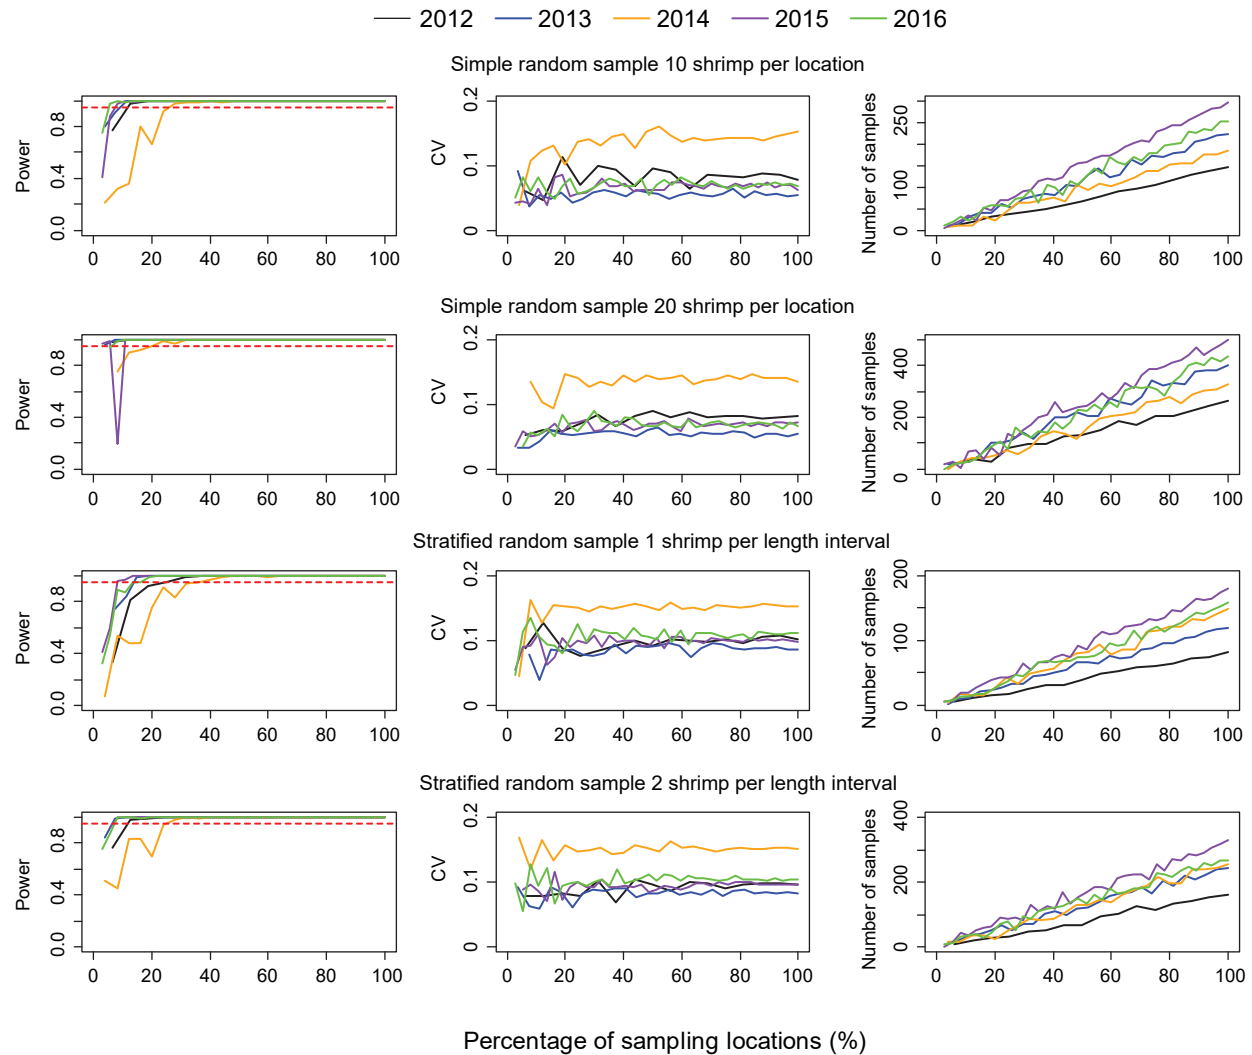 2012 2013 2014 2015 2016
Simple random sample 10 shrimp per location
Power
0.0 0.4 0.8
0 20 40 60 80 100
CV
0 0.1 0.2
0 20 40 60 80 100
Number of samples
0 100 250
0 20 40 60 80 100
Simple random sample 20 shrimp per location
Power
0.0 0.4 0.8
0 20 40 60 80 100
CV
0 0.1 0.2
0 20 40 60 80 100
Number of samples
0 200 400
0 20 40 60 80 100
Stratified random sample 1 shrimp per length interval
Power
0.0 0.4 0.8
0 20 40 60 80 100
CV
0 0.1 0.2
0 20 40 60 80 100
Number of samples
0 100 200
0 20 40 60 80 100
Stratified random sample 2 shrimp per length interval
Power
0.0 0.4 0.8
0 20 40 60 80 100
CV
0 0.1 0.2
0 20 40 60 80 100
Number of samples
0 200 400
0 20 40 60 80 100
Percentage of sampling locations (%)